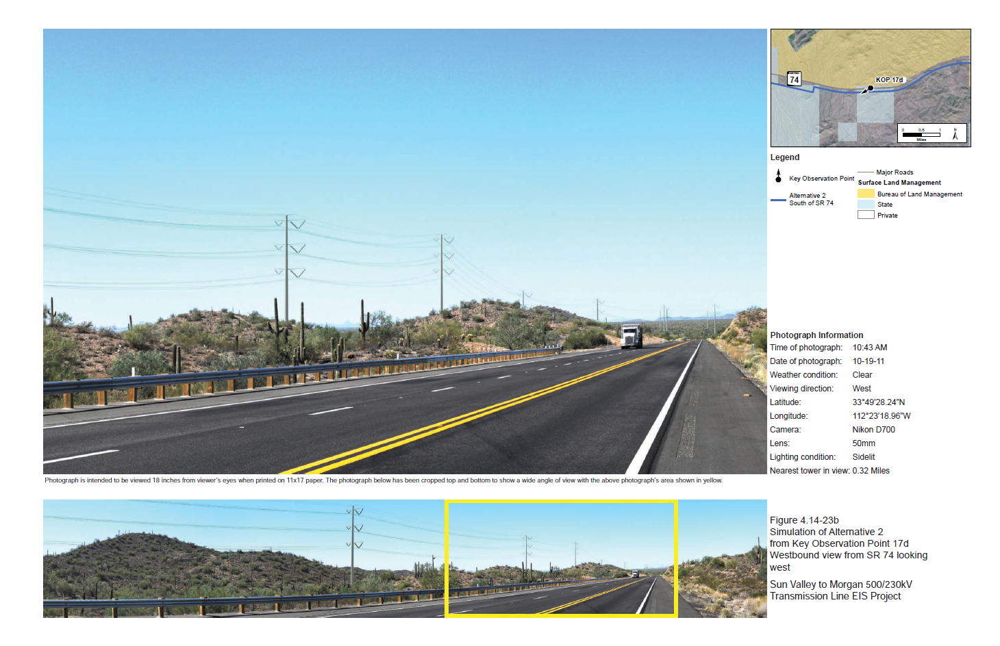 74
KOP 17d
0 0.5 1
Miles
N
Legend
Key Observation Point
Alternative 2
South of SR 74
Major Roads
Surface Land Management
Bureau of Land Management
State
Private
Photograph Information
Time of photograph: 10:43 AM
Date of photograph: 10-19-11
Weather condition: Clear
Viewing direction: West
Latitude: 33°49'28.24"N
Longitude: 112°23'18.96"W
Camera: Nikon D700
Lens: 50mm
Lighting condition: Sidelit
Nearest tower in view: 0.32 Miles
Photograph is intended to be viewed 18 inches from viewer's eyes when printed on 11x17 paper. The photograph below has been cropped top and bottom to show a wide angle of view with the above photograph's area shown in yellow.
Figure 4.14-23b
Simulation of Alternative 2
from Key Observation Point 17d
Westbound view from SR 74 looking
west
Sun Valley to Morgan 500/230kV
Transmission Line EIS Project